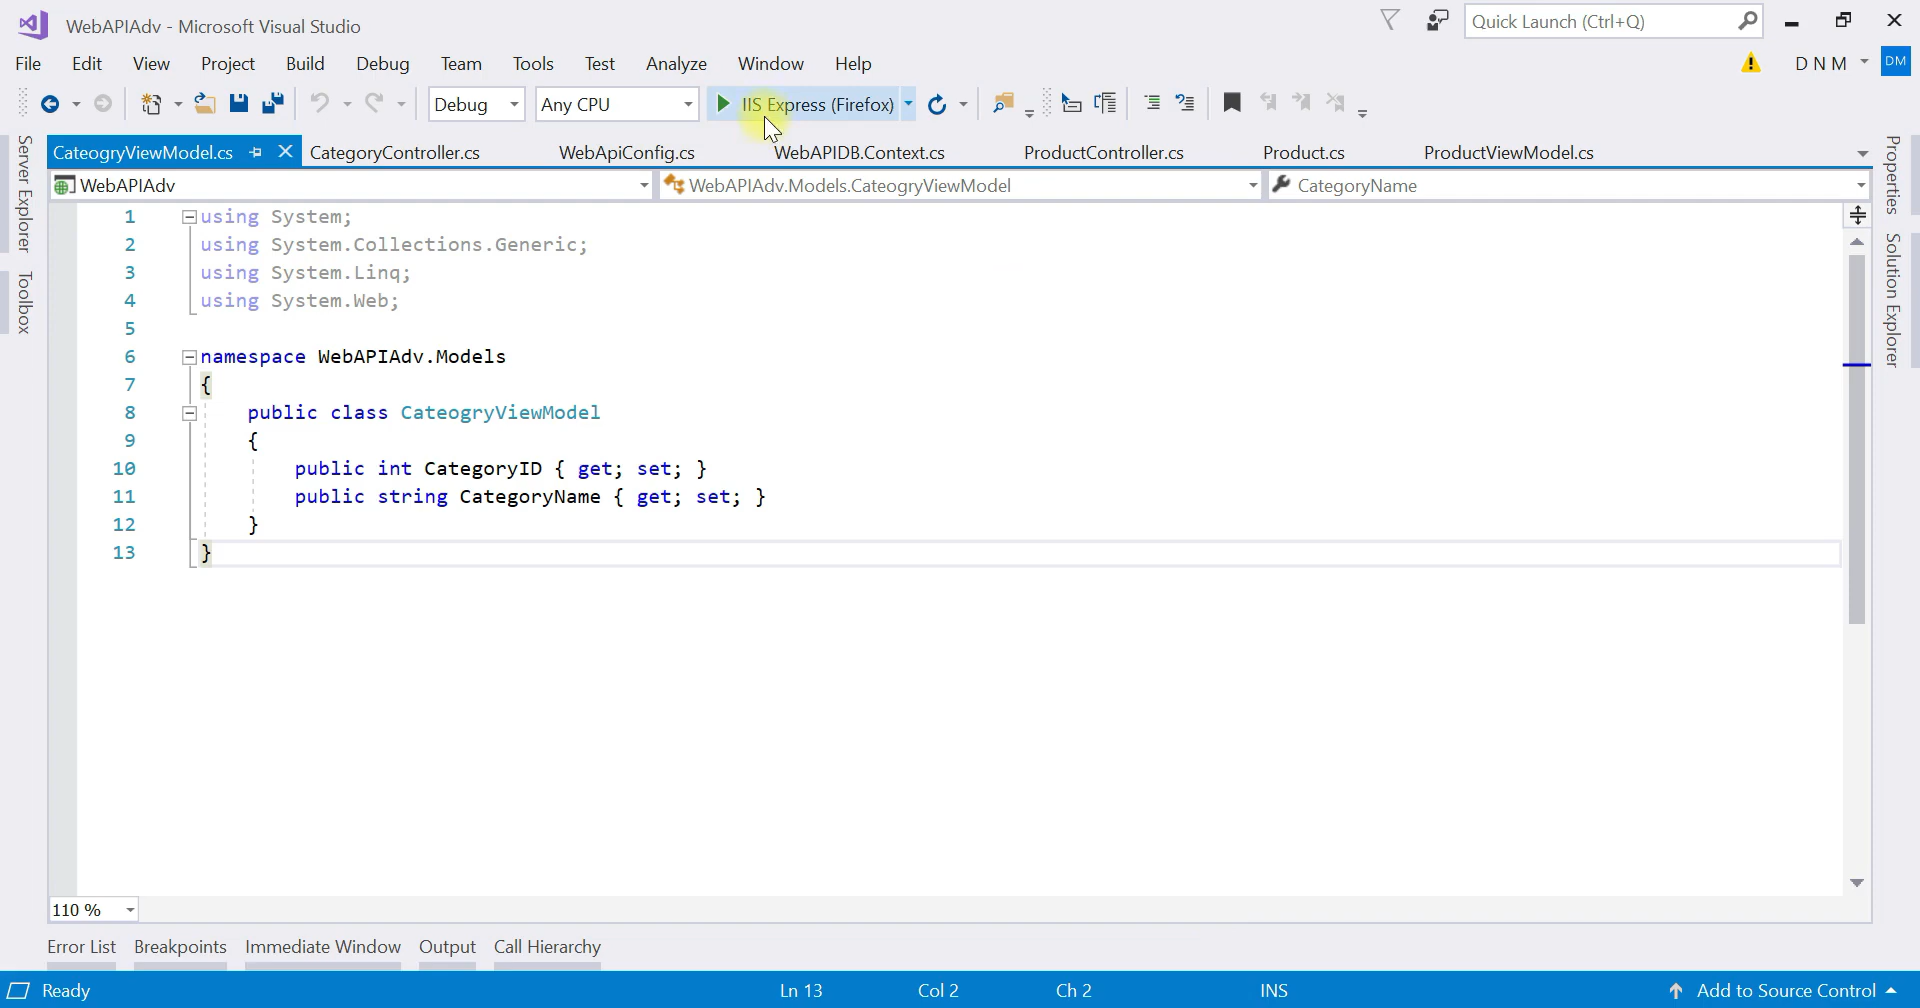 WebAPIAdv - Microsoft Visual Studio
Quick Launch (Ctrl+Q)
File Edit View Project Build Debug Team Tools Test Analyze Window Help
D N M DM
Debug Any CPU IIS Express (Firefox)
CateogryViewModel.cs CategoryController.cs WebApiConfig.cs WebAPIDB.Context.cs ProductController.cs Product.cs ProductViewModel.cs
WebAPIAdv WebAPIAdv.Models.CateogryViewModel CategoryName
Server Explorer
Toolbox
Properties
Solution Explorer
1 using System;
2 using System.Collections.Generic;
3 using System.Linq;
4 using System.Web;
5
6 namespace WebAPIAdv.Models
7 {
8 public class CateogryViewModel
9 {
10 public int CategoryID { get; set; }
11 public string CategoryName { get; set; }
12 }
13 }
110 %
Error List Breakpoints Immediate Window Output Call Hierarchy
Ready Ln 13 Col 2 Ch 2 INS Add to Source Control